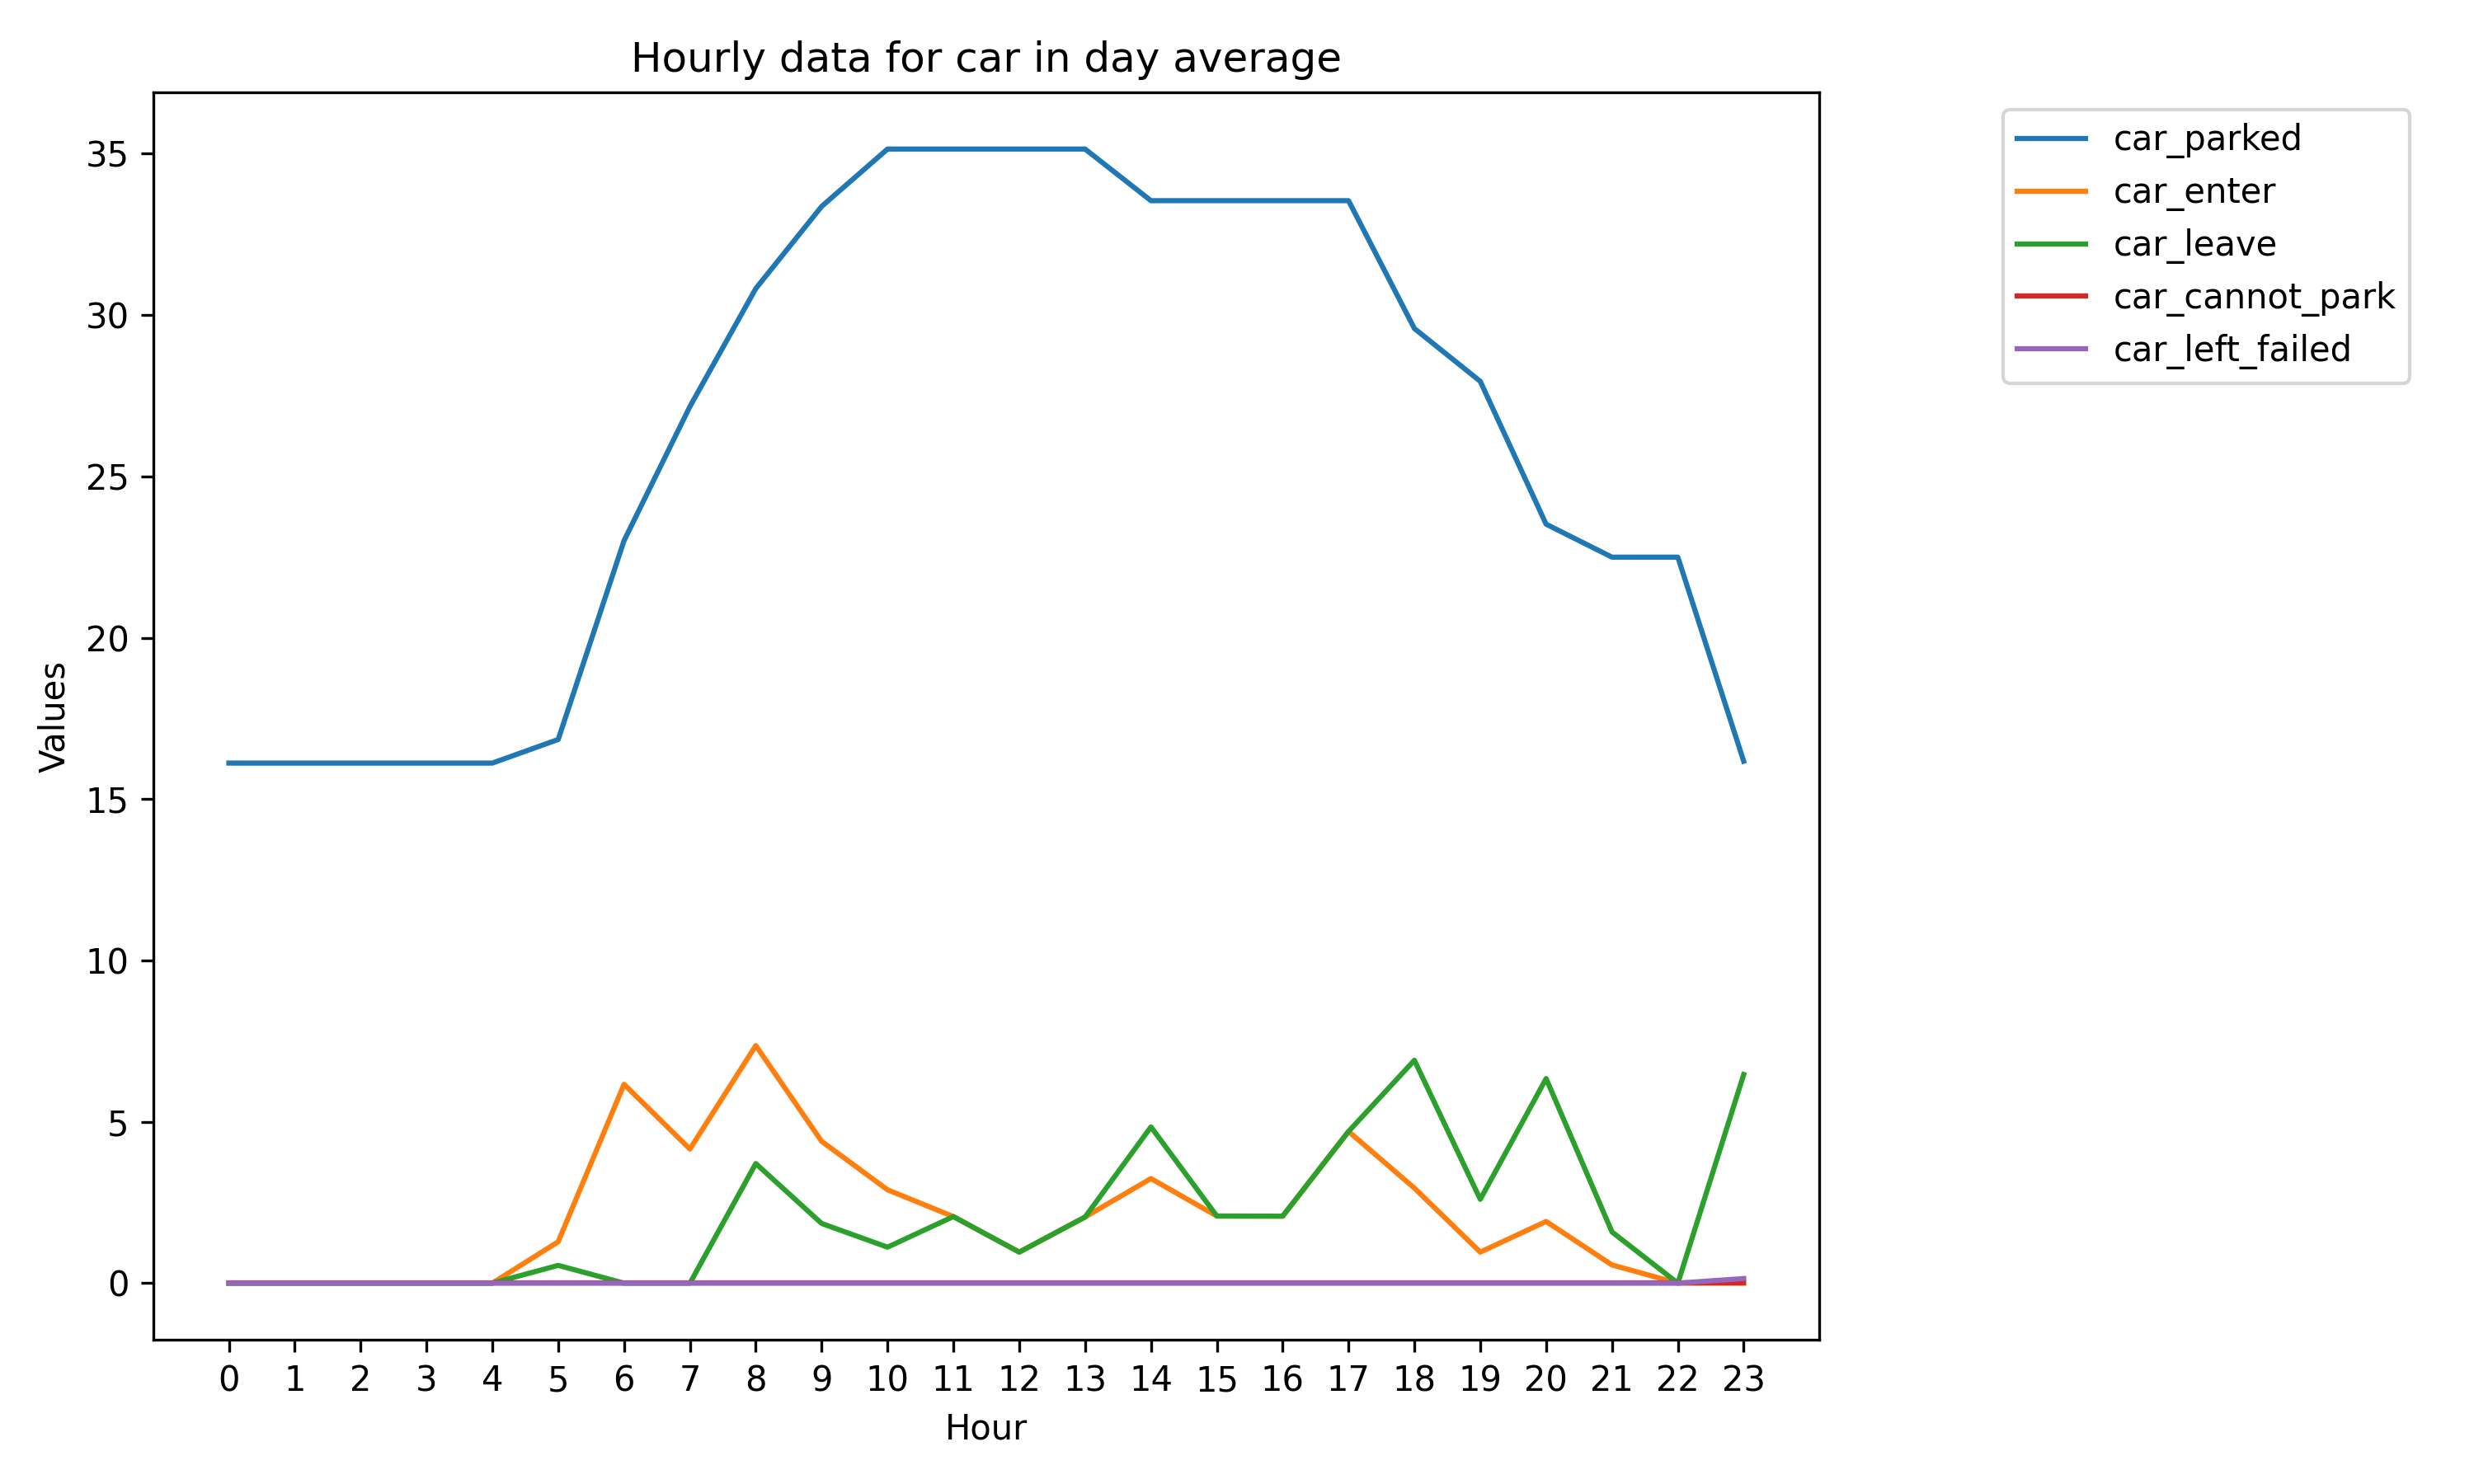 Hourly data for car in day average
car_parked
car_enter
car_leave
car_cannot_park
car_left_failed
Values
35
30
25
20
15
10
5
0
0 1 2 3 4 5 6 7 8 9 10 11 12 13 14 15 16 17 18 19 20 21 22 23
Hour